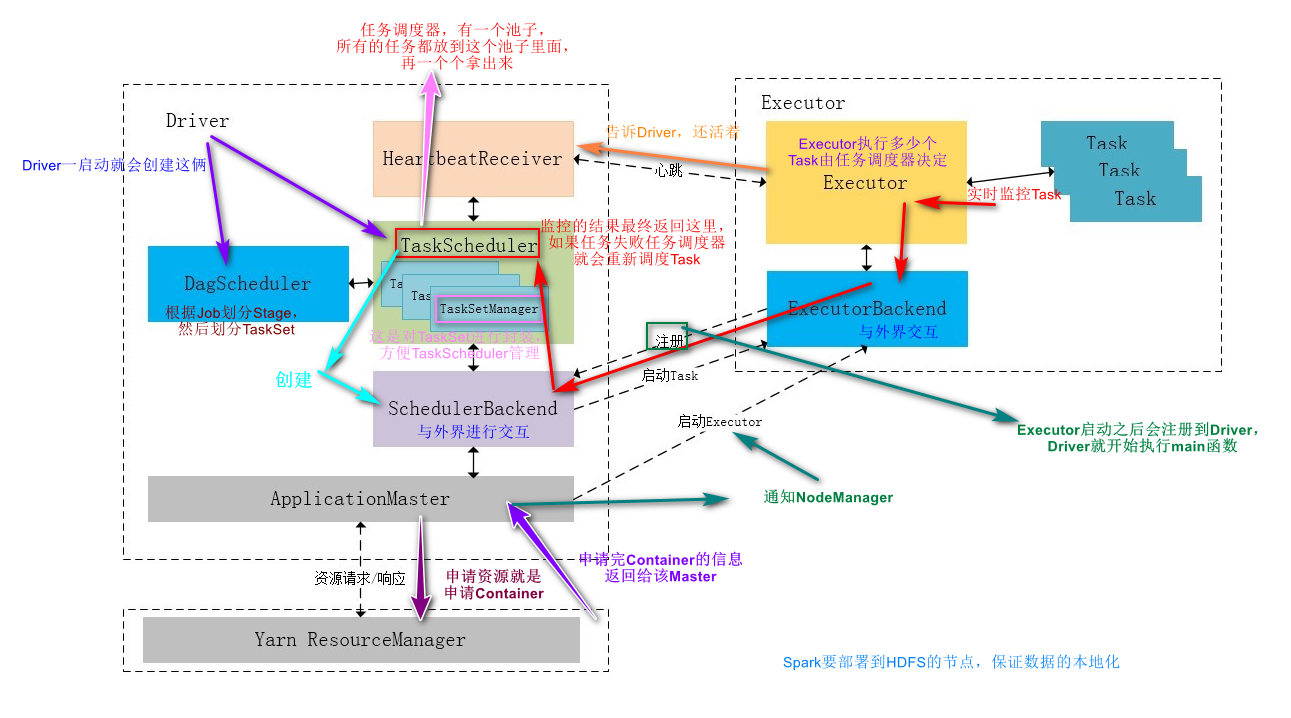 任务调度器，有一个池子，
所有的任务都放到这个池子里面，
再一个个拿出来
Driver
Driver一启动就会创建这俩
HeartbeatReceiver
告诉Driver，还活着
心跳
Executor
Executor执行多少个
Task由任务调度器决定
Executor
Task
Task
Task
实时监控Task
TaskScheduler
监控的结果最终返回这里，
如果任务失败任务调度器
就会重新调度Task
DagScheduler
根据Job划分Stage，
然后划分TaskSet
Ta
Tas
TaskSetManager
这是对TaskSet进行封装，
方便TaskScheduler管理
ExecutorBackend
与外界交互
注册
启动Task
创建
SchedulerBackend
与外界进行交互
启动Executor
Executor启动之后会注册到Driver，
Driver就开始执行main函数
ApplicationMaster
通知NodeManager
资源请求/响应
申请资源就是
申请Container
申请完Container的信息
返回给该Master
Yarn ResourceManager
Spark要部署到HDFS的节点，保证数据的本地化